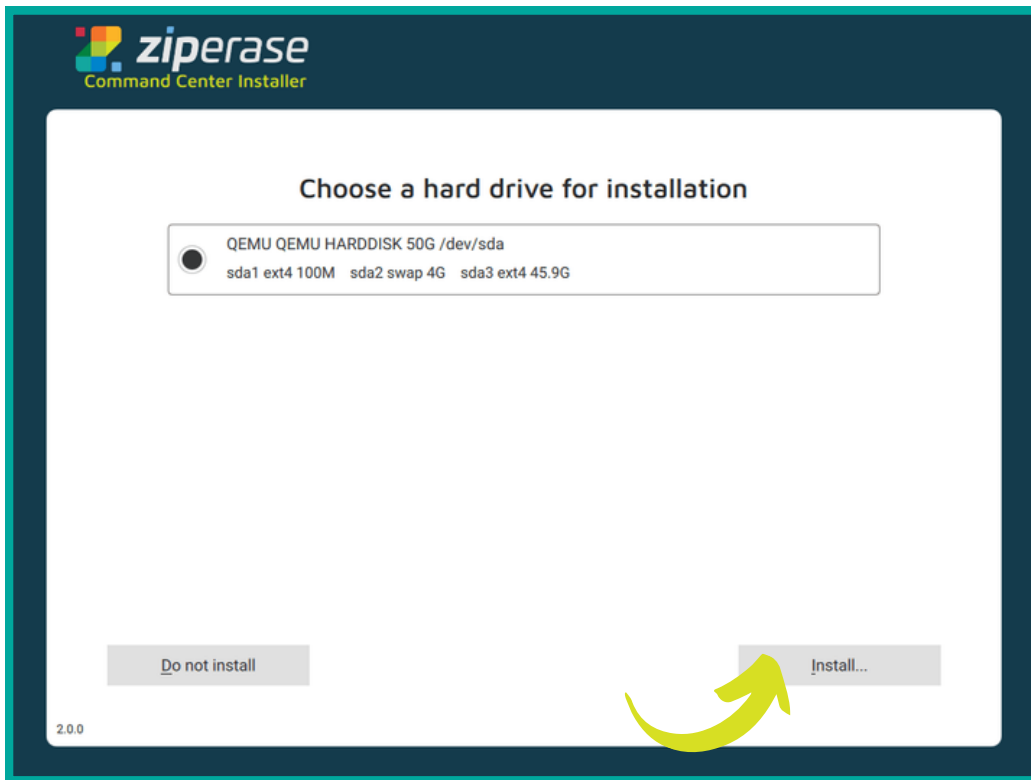 ziperase
Command Center Installer
Choose a hard drive for installation
QEMU QEMU HARDDISK 50G /dev/sda
sda1 ext4 100M sda2 swap 4G sda3 ext4 45.9G
Do not install
Install...
2.0.0